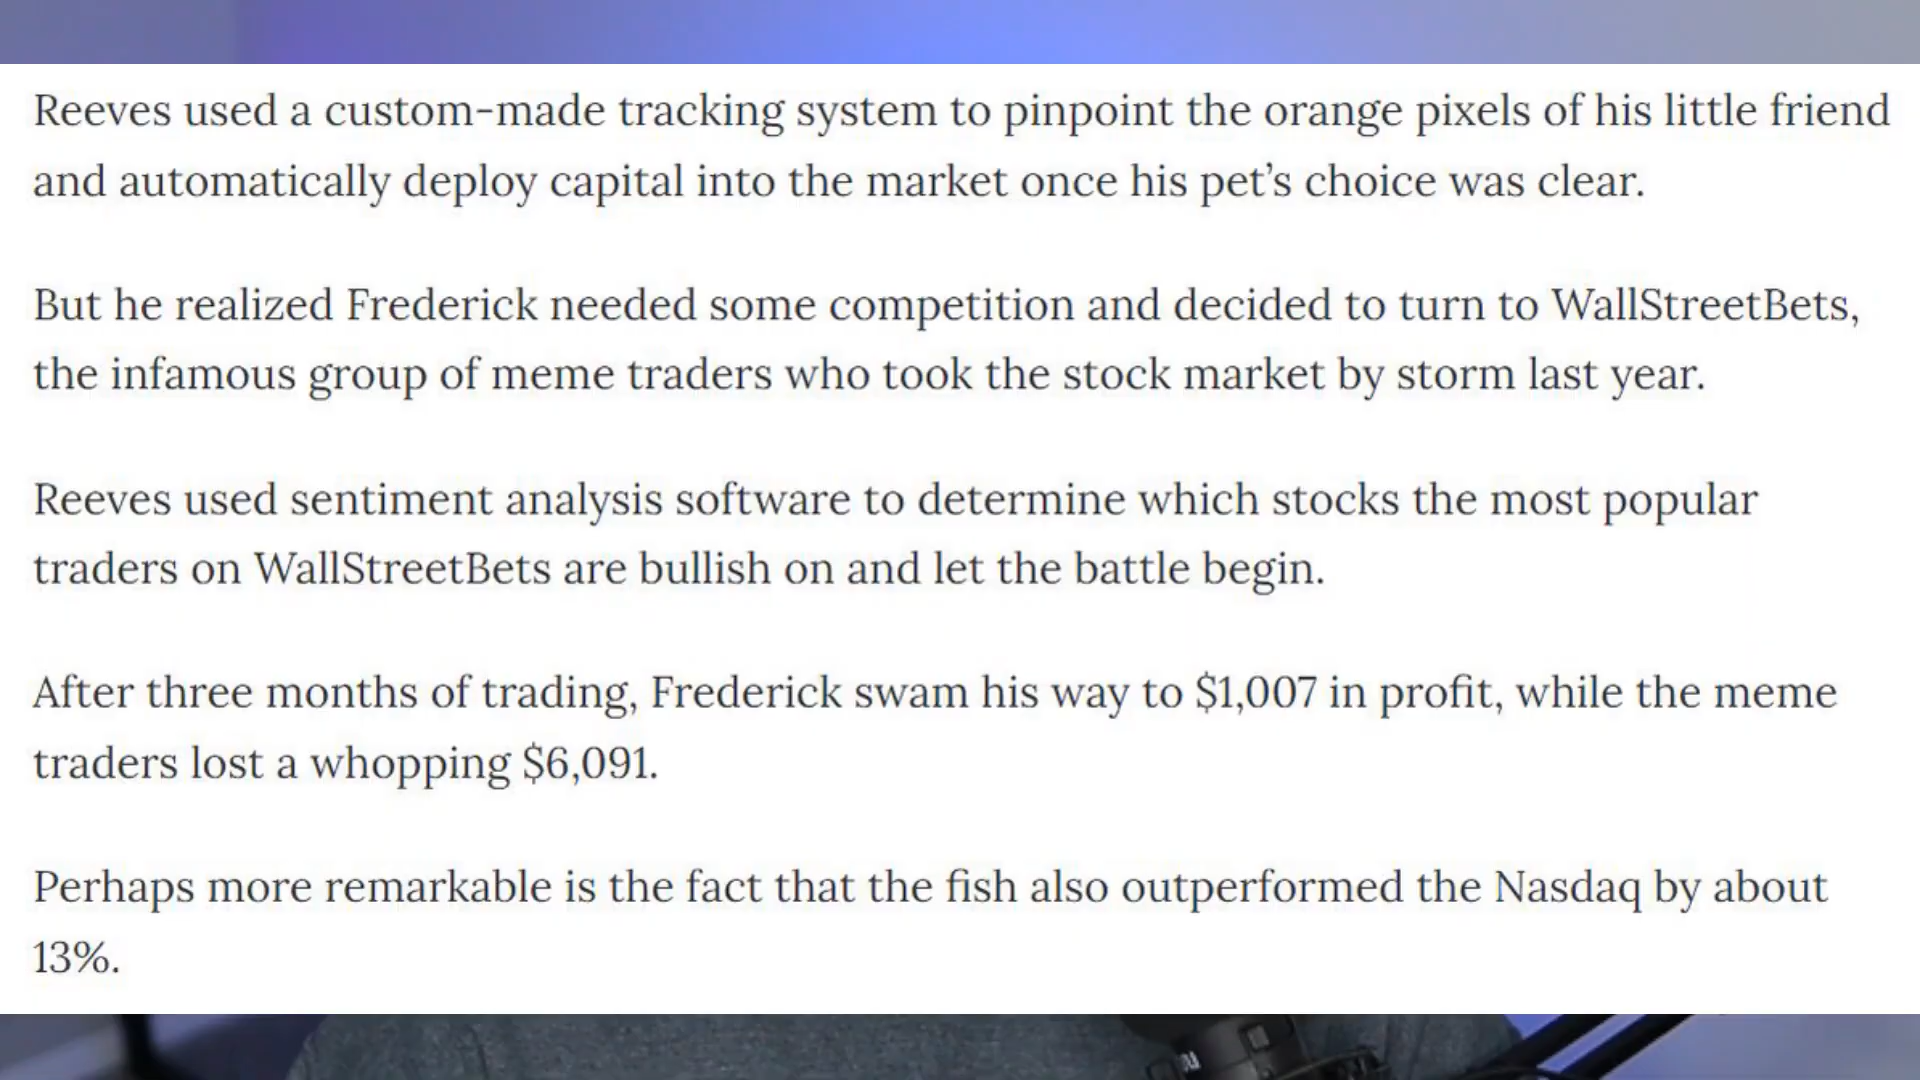 Reeves used a custom-made tracking system to pinpoint the orange pixels of his little friend
and automatically deploy capital into the market once his pet’s choice was clear.
But he realized Frederick needed some competition and decided to turn to WallStreetBets,
the infamous group of meme traders who took the stock market by storm last year.
Reeves used sentiment analysis software to determine which stocks the most popular
traders on WallStreetBets are bullish on and let the battle begin.
After three months of trading, Frederick swam his way to $1,007 in profit, while the meme
traders lost a whopping $6,091.
Perhaps more remarkable is the fact that the fish also outperformed the Nasdaq by about
13%.